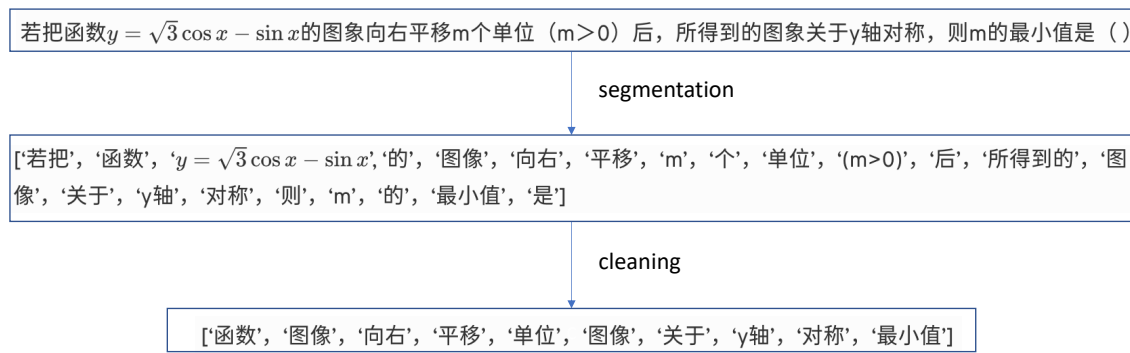 若把函数$y = \sqrt{3}\cos x - \sin x$的图象向右平移m个单位（m＞0）后，所得到的图象关于y轴对称，则m的最小值是（ ）
segmentation
[‘若把’，‘函数’，‘$y = \sqrt{3}\cos x - \sin x$’,‘的’，‘图像’，‘向右’，‘平移’，‘m’，‘个’，‘单位’，‘(m>0)’，‘后’，‘所得到的’，‘图
像’，‘关于’，‘y轴’，‘对称’，‘则’，‘m’，‘的’，‘最小值’，‘是’]
cleaning
[‘函数’，‘图像’，‘向右’，‘平移’，‘单位’，‘图像’，‘关于’，‘y轴’，‘对称’，‘最小值’]